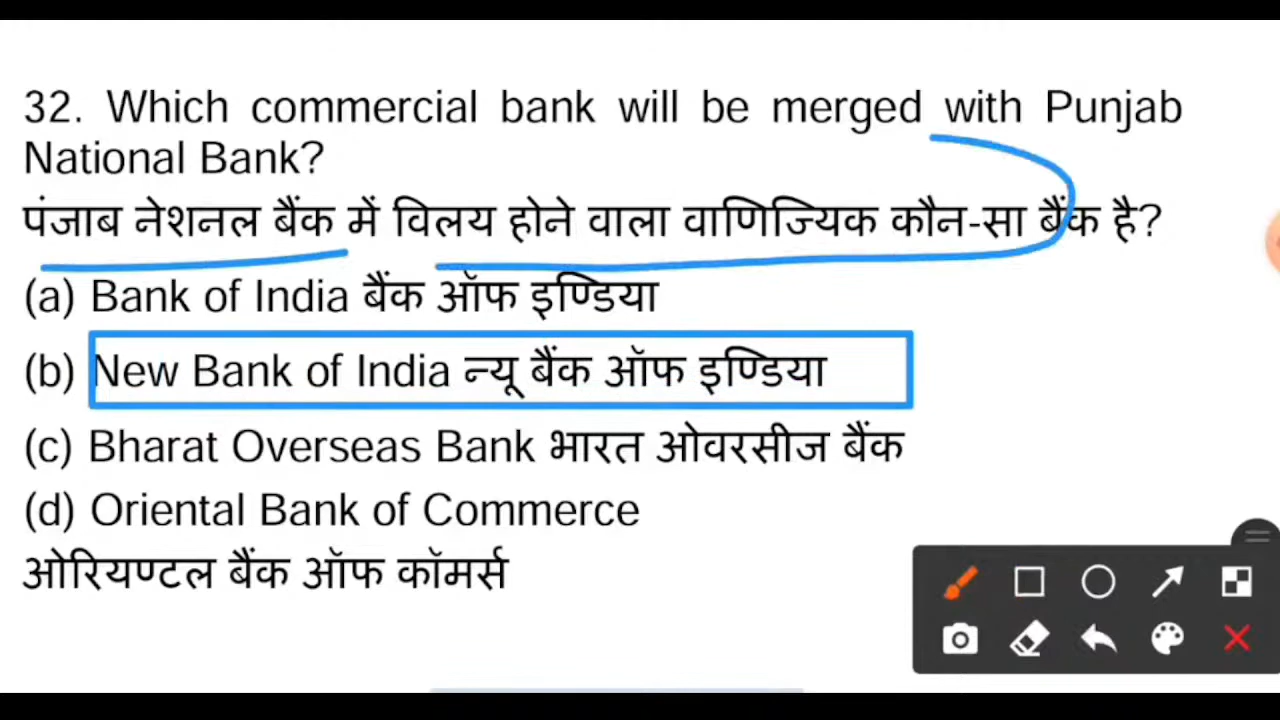 32. Which commercial bank will be merged with Punjab
National Bank?
पंजाब नेशनल बैंक में विलय होने वाला वाणिज्यिक कौन-सा बैंक है?
(a) Bank of India बैंक ऑफ इण्डिया
(b) New Bank of India न्यू बैंक ऑफ इण्डिया
(c) Bharat Overseas Bank भारत ओवरसीज बैंक
(d) Oriental Bank of Commerce
ओरियण्टल बैंक ऑफ कॉमर्स